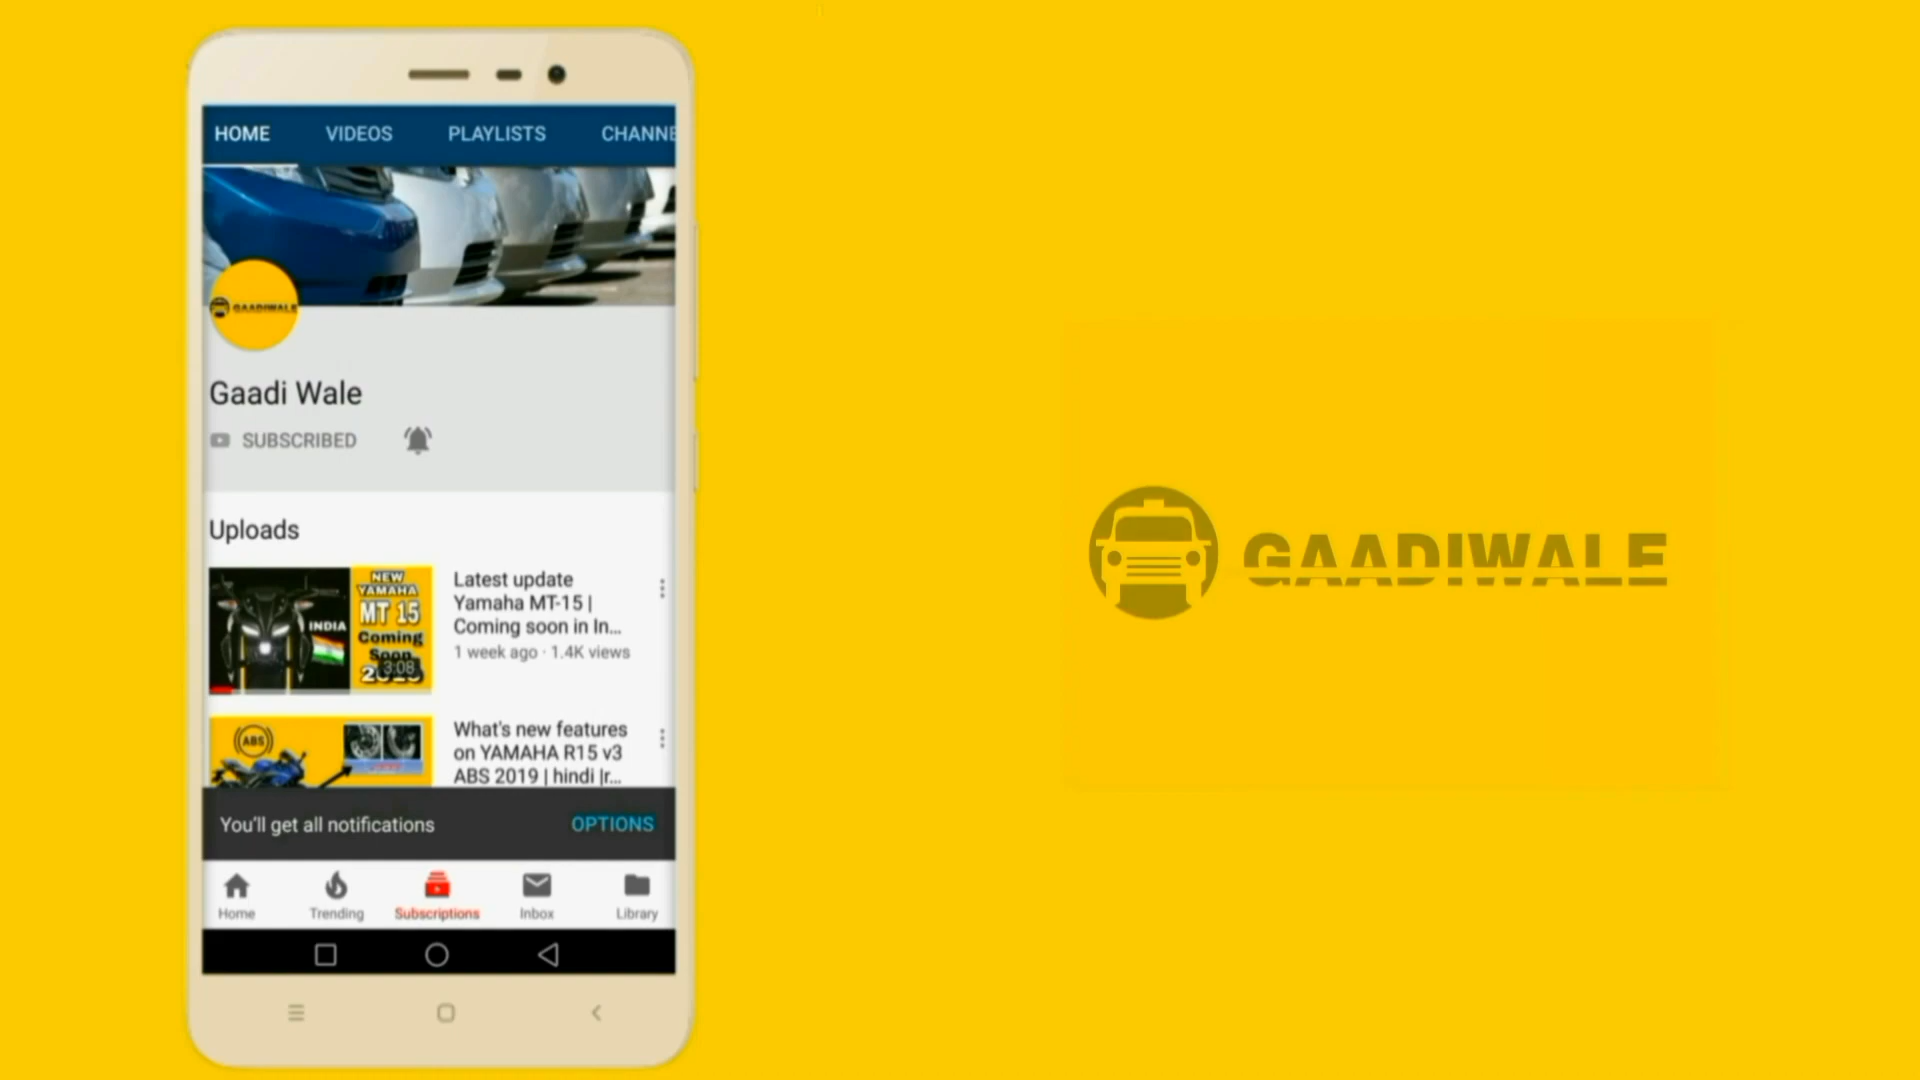 HOME VIDEOS PLAYLISTS CHANNE
GAADIWALE
Gaadi Wale
SUBSCRIBED
Uploads
NEW
YAMAHA
MT 15
INDIA
Coming
Soon
3:08
Latest update
Yamaha MT-15 |
Coming soon in In...
1 week ago · 1.4K views
ABS
What's new features
on YAMAHA R15 v3
ABS 2019 | hindi |r...
You'll get all notifications OPTIONS
Home Trending Subscriptions Inbox Library
GAADIWALE